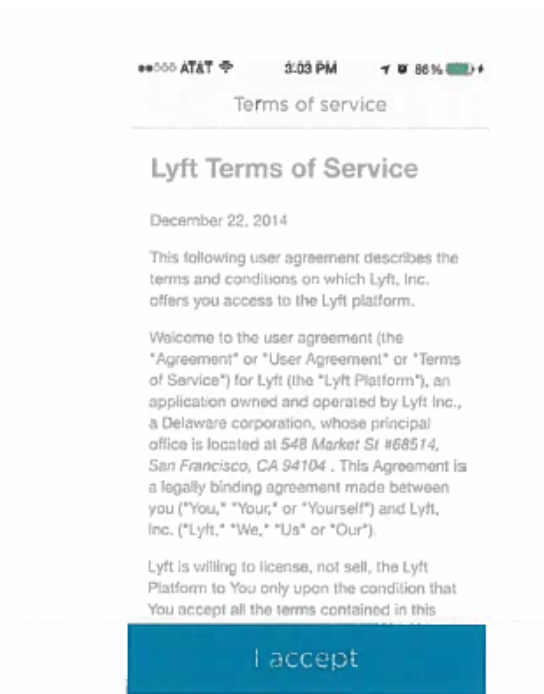 AT&T 3:03 PM 86%
Terms of service
Lyft Terms of Service
December 22, 2014
This following user agreement describes the
terms and conditions on which Lyft, Inc.
offers you access to the Lyft platform.
Welcome to the user agreement (the
"Agreement" or "User Agreement" or "Terms
of Service") for Lyft (the "Lyft Platform"), an
application owned and operated by Lyft Inc.,
a Delaware corporation, whose principal
office is located at 548 Market St #68514,
San Francisco, CA 94104 . This Agreement is
a legally binding agreement made between
you ("You," "Your," or "Yourself") and Lyft,
Inc. ("Lyft," "We," "Us" or "Our").
Lyft is willing to license, not sell, the Lyft
Platform to You only upon the condition that
You accept all the terms contained in this
I accept